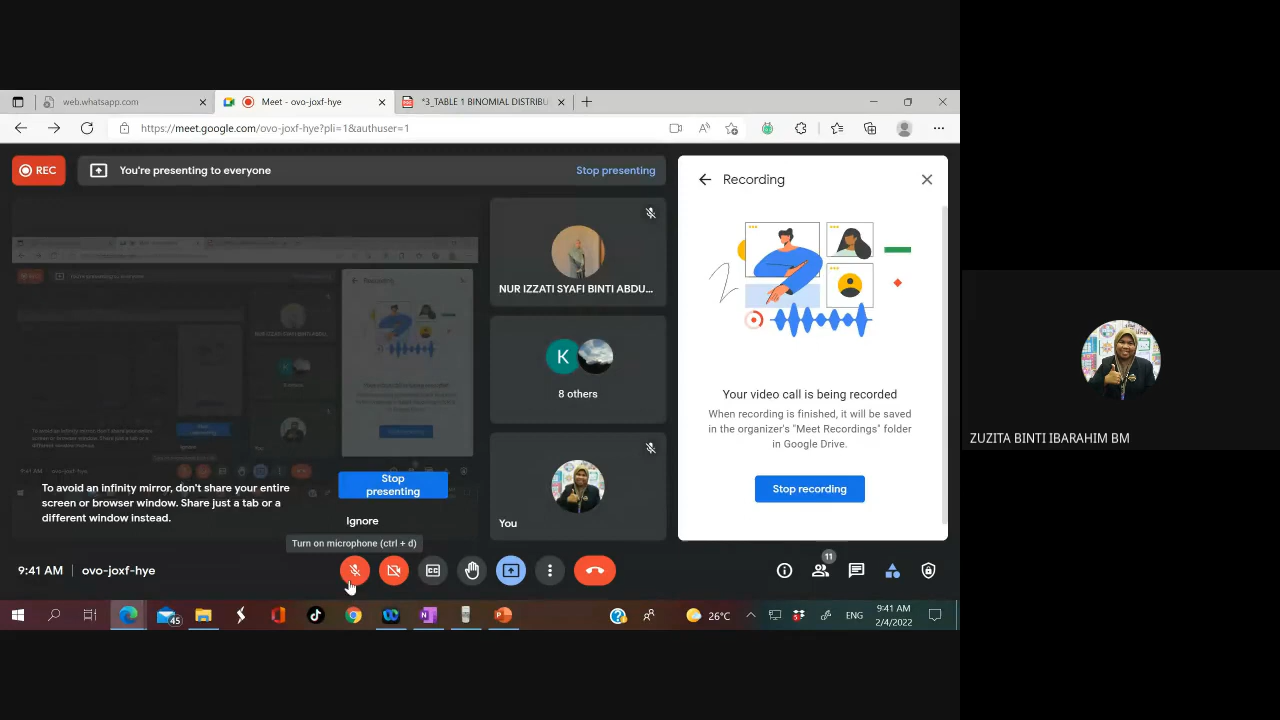 web.whatsapp.com
Meet - ovo-joxf-hye
*3_TABLE 1 BINOMIAL DISTRIBU
https://meet.google.com/ovo-joxf-hye?pli=1&authuser=1
REC
You're presenting to everyone
Stop presenting
Recording
NUR IZZATI SYAFI BINTI ABDU...
K
8 others
Your video call is being recorded
When recording is finished, it will be saved
in the organizer's "Meet Recordings" folder
in Google Drive.
Stop recording
To avoid an infinity mirror, don't share your entire
screen or browser window. Share just a tab or a
different window instead.
Stop
presenting
Ignore
You
Turn on microphone (ctrl + d)
9:41 AM
ovo-joxf-hye
11
45
26°C
ENG
9:41 AM
2/4/2022
ZUZITA BINTI IBARAHIM BM